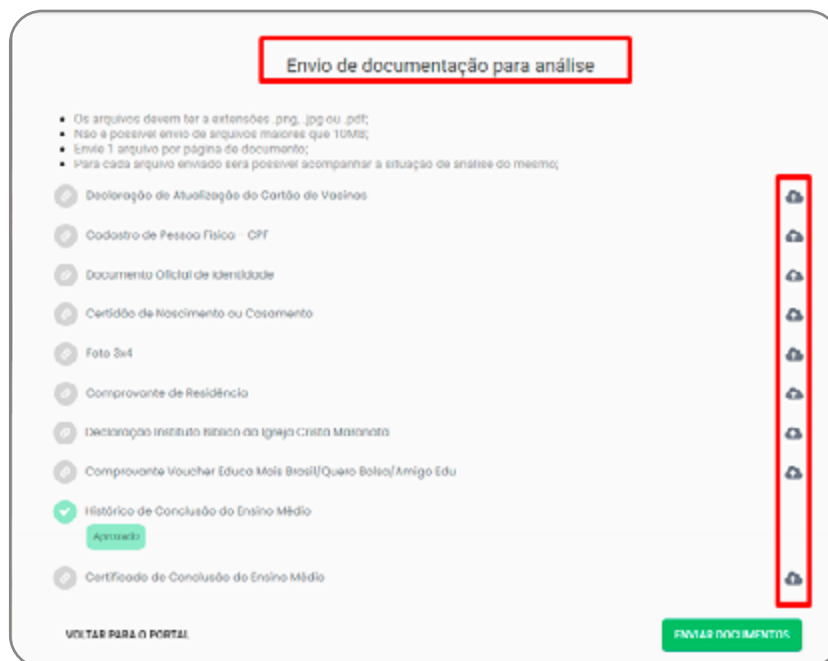 Envio de documentação para análise
Os arquivos devem ter a extensões .png, .jpg ou .pdf;
Não é possível envio de arquivos maiores que 10MB;
Envie 1 arquivo por página de documento;
Para cada arquivo enviado será possível acompanhar a situação de análise do mesmo;
Declaração de Atualização do Cartão de Vacinas
Cadastro de Pessoa Física - CPF
Documento Oficial de Identidade
Certidão de Nascimento ou Casamento
Foto 3x4
Comprovante de Residência
Declaração Instituto Bíblico da Igreja Cristã Maranata
Comprovante Voucher Educa Mais Brasil/Quero Bolsa/Amigo Edu
Histórico de Conclusão do Ensino Médio
Aprovado
Certificado de Conclusão do Ensino Médio
VOLTAR PARA O PORTAL
ENVIAR DOCUMENTOS